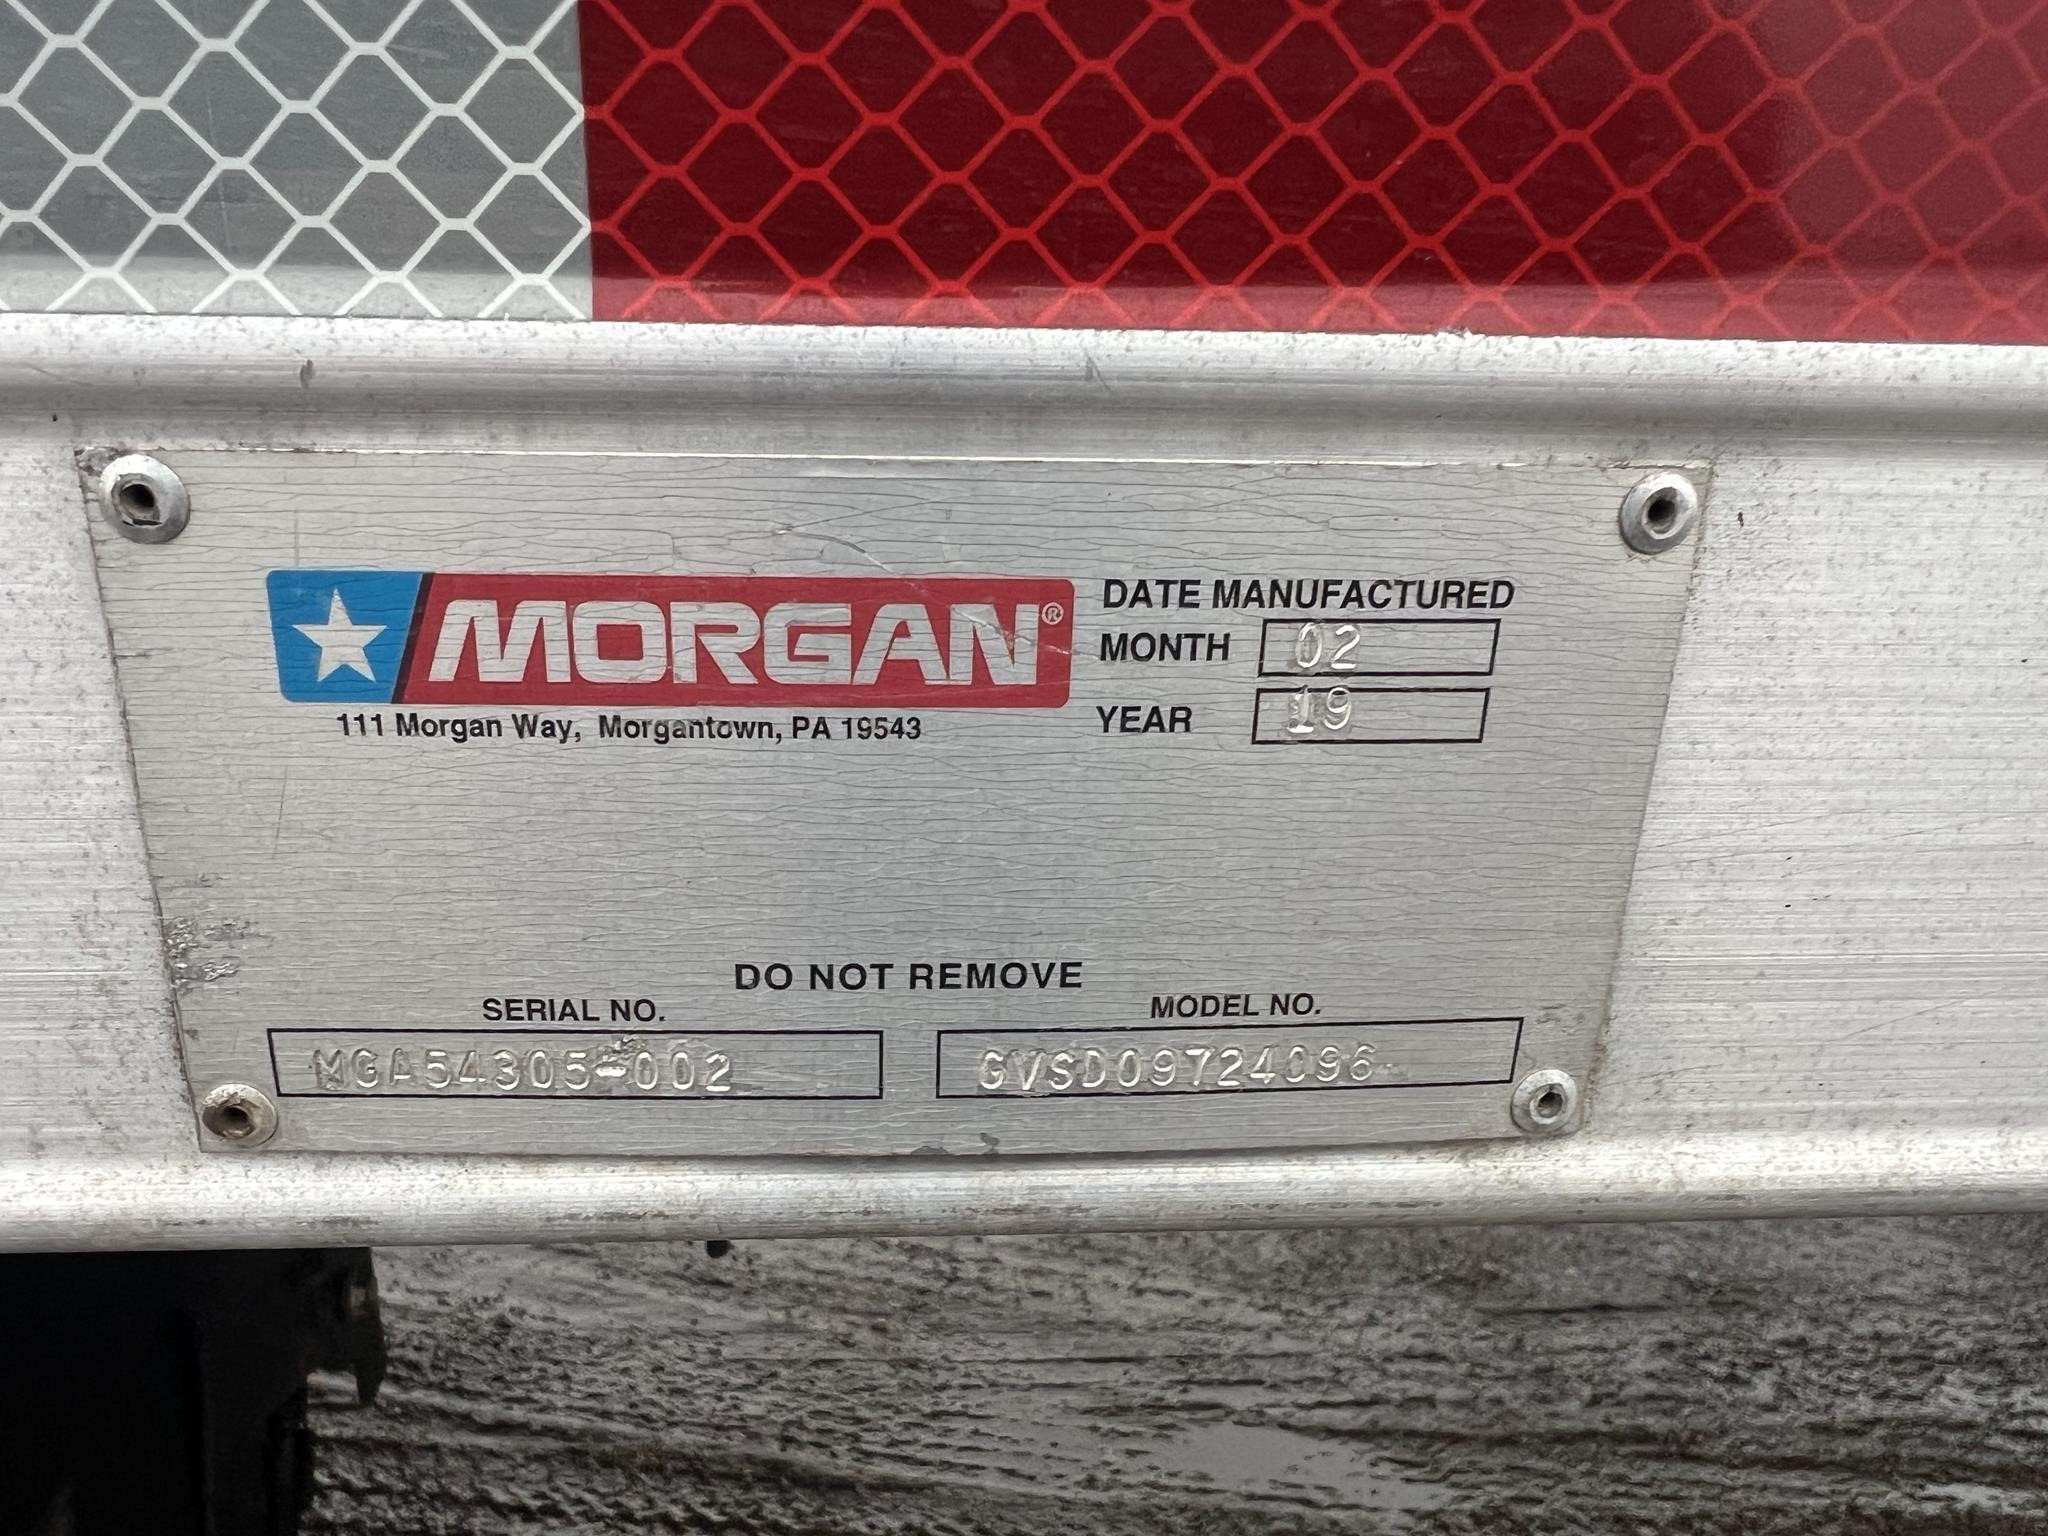 MORGAN®
111 Morgan Way, Morgantown, PA 19543
DATE MANUFACTURED
MONTH 02
YEAR 19
DO NOT REMOVE
SERIAL NO.
MGA54305-002
MODEL NO.
GVSD09724096